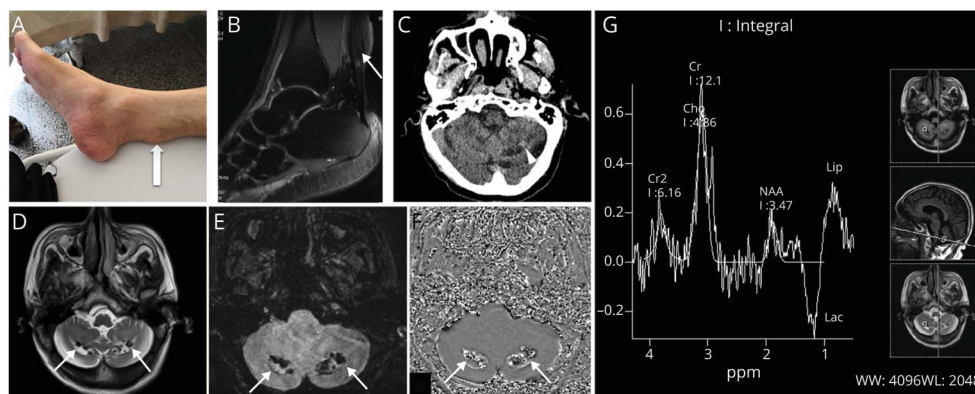 A
B
C
D
E
F
G
I : Integral
Cr
I :12.1
Cho
I :4.86
Cr2
I :6.16
NAA
I :3.47
Lip
Lac
0.6
0.4
0.2
0.0
−0.2
4
3
2
1
ppm
WW: 4096WL: 2048